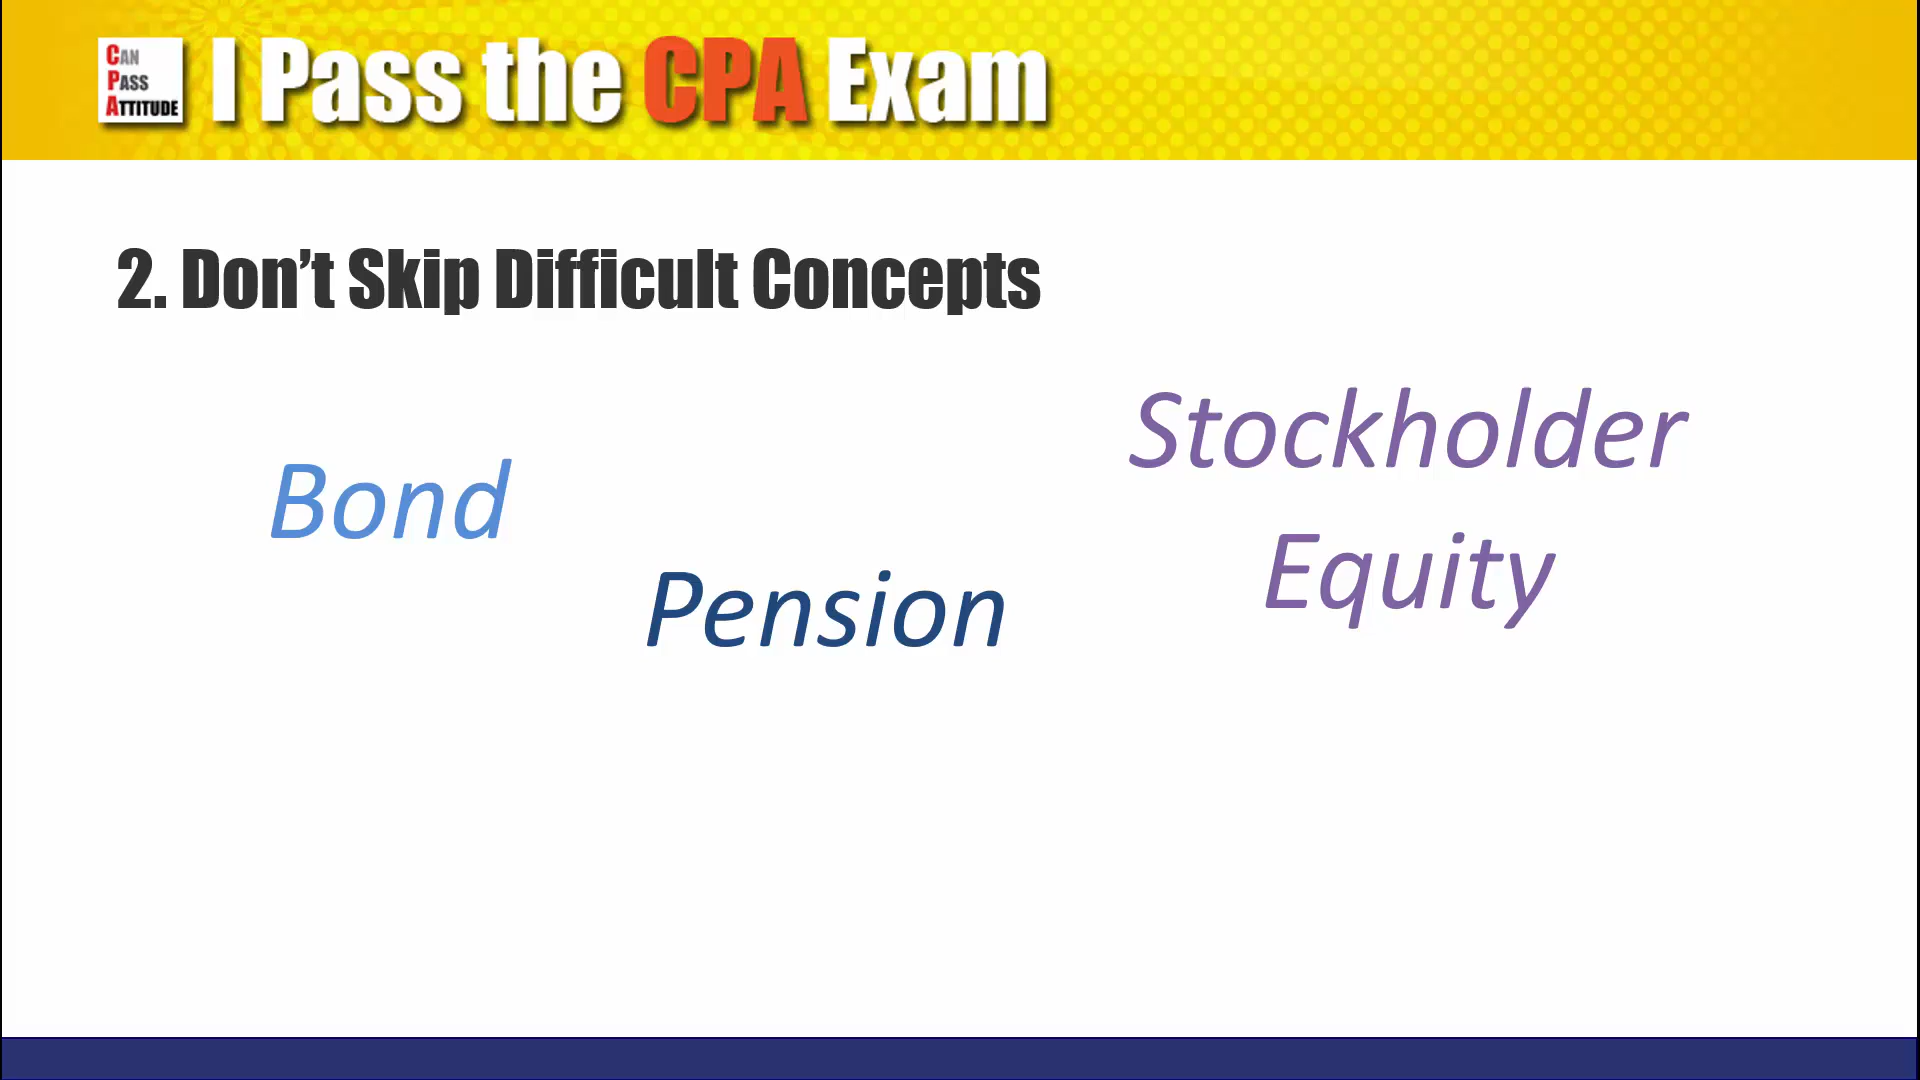 CAN
PASS
ATTITUDE
I Pass the CPA Exam
2. Don’t Skip Difficult Concepts
Bond
Pension
Stockholder
Equity